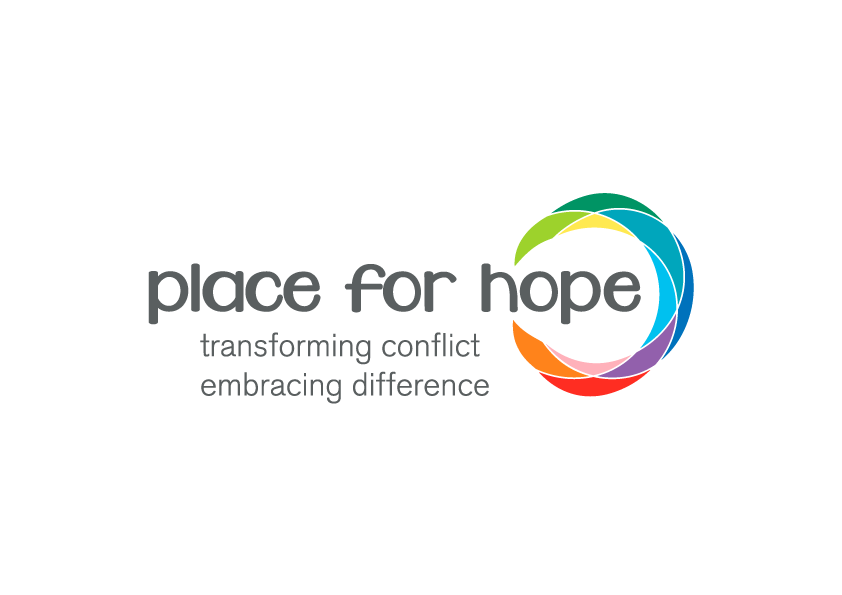 place for hope
transforming conflict
embracing difference